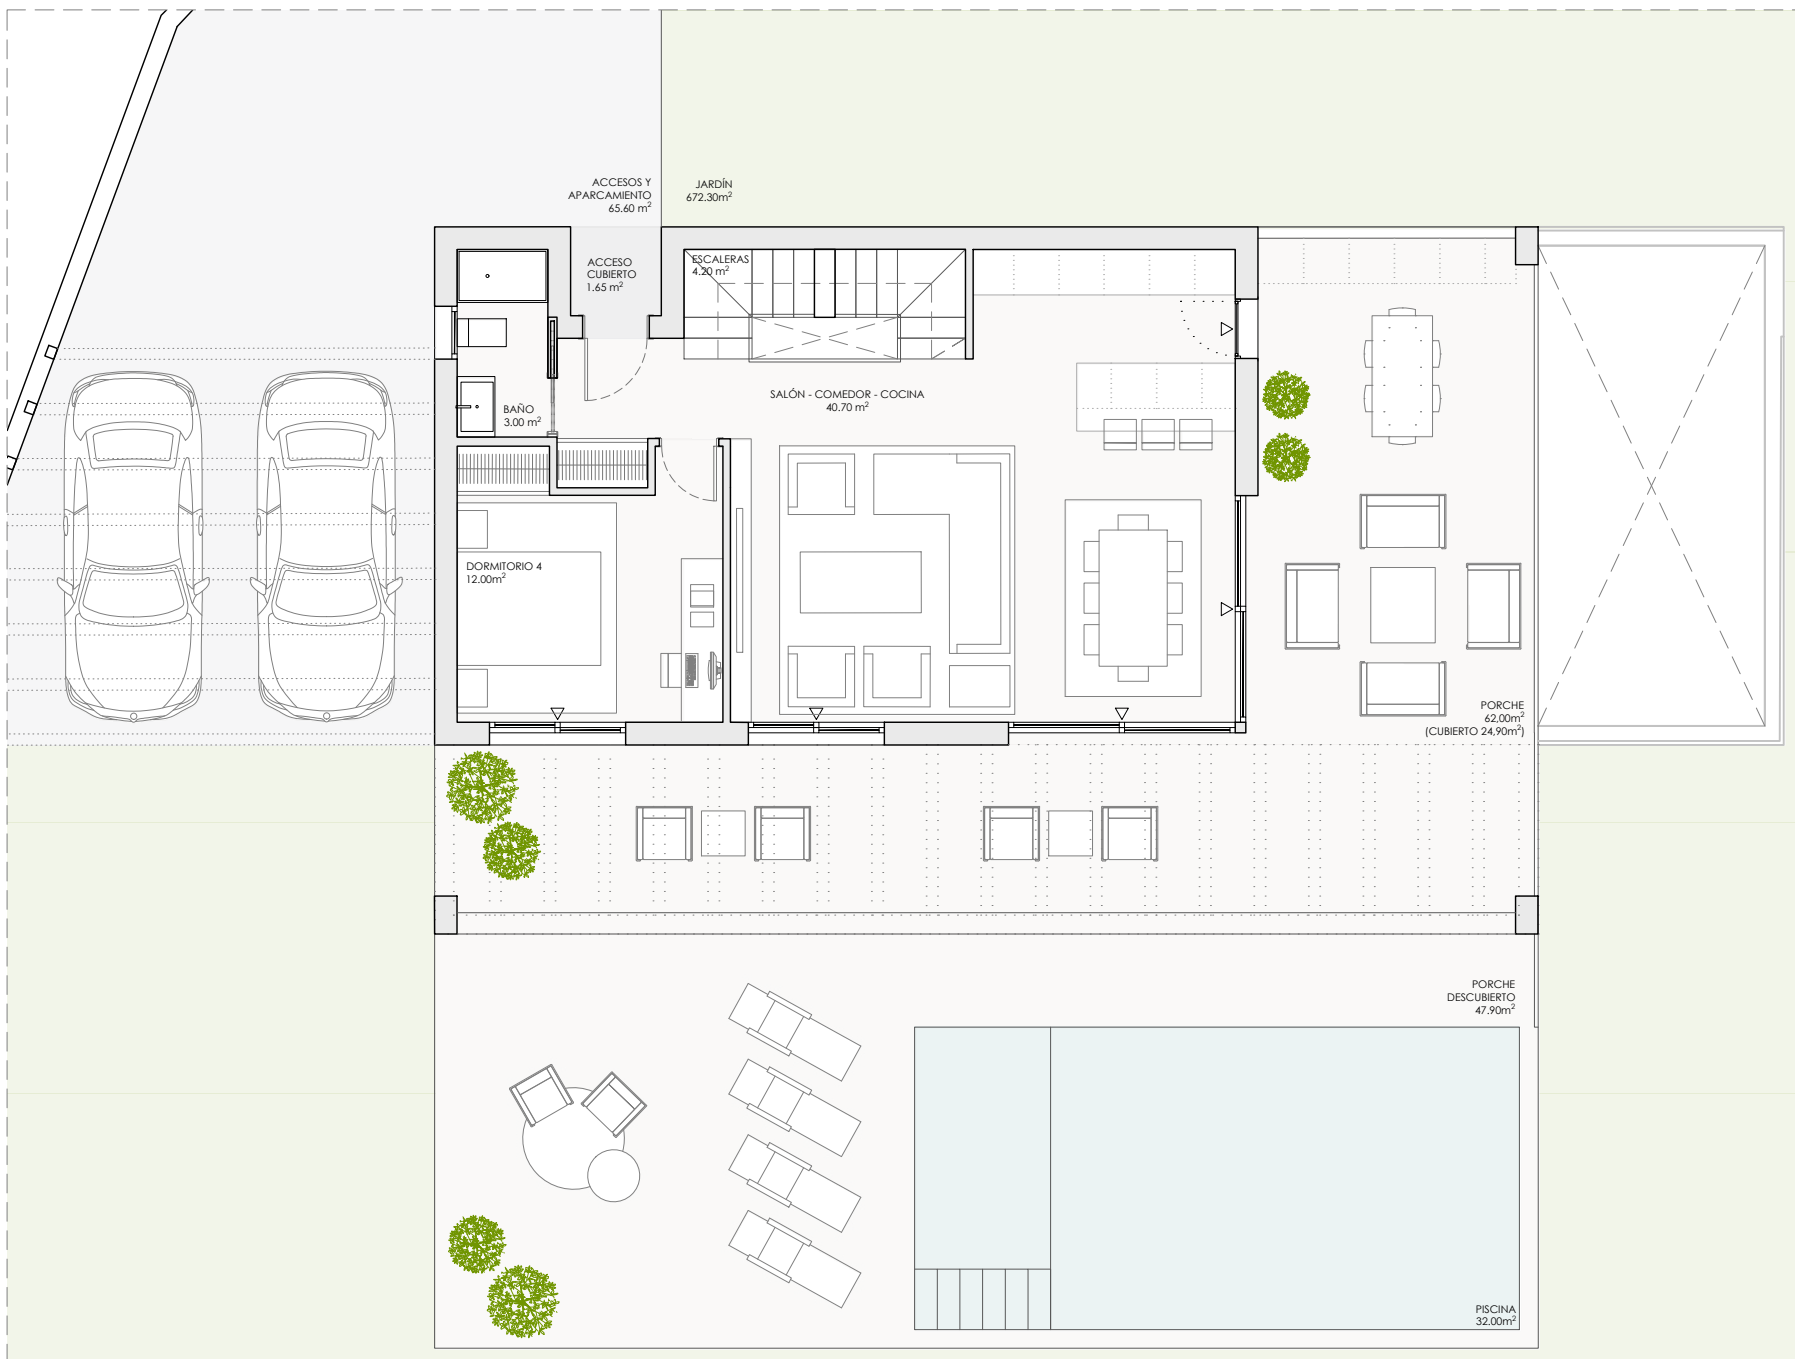 ACCESOS Y
APARCAMIENTO
65.60 m²
JARDÍN
672.30m²
ACCESO
CUBIERTO
1.65 m²
ESCALERAS
4.20 m²
SALÓN - COMEDOR - COCINA
40.70 m²
BAÑO
3.00 m²
DORMITORIO 4
12.00m²
PORCHE
62,00m²
(CUBIERTO 24,90m²)
PORCHE
DESCUBIERTO
47.90m²
PISCINA
32.00m²